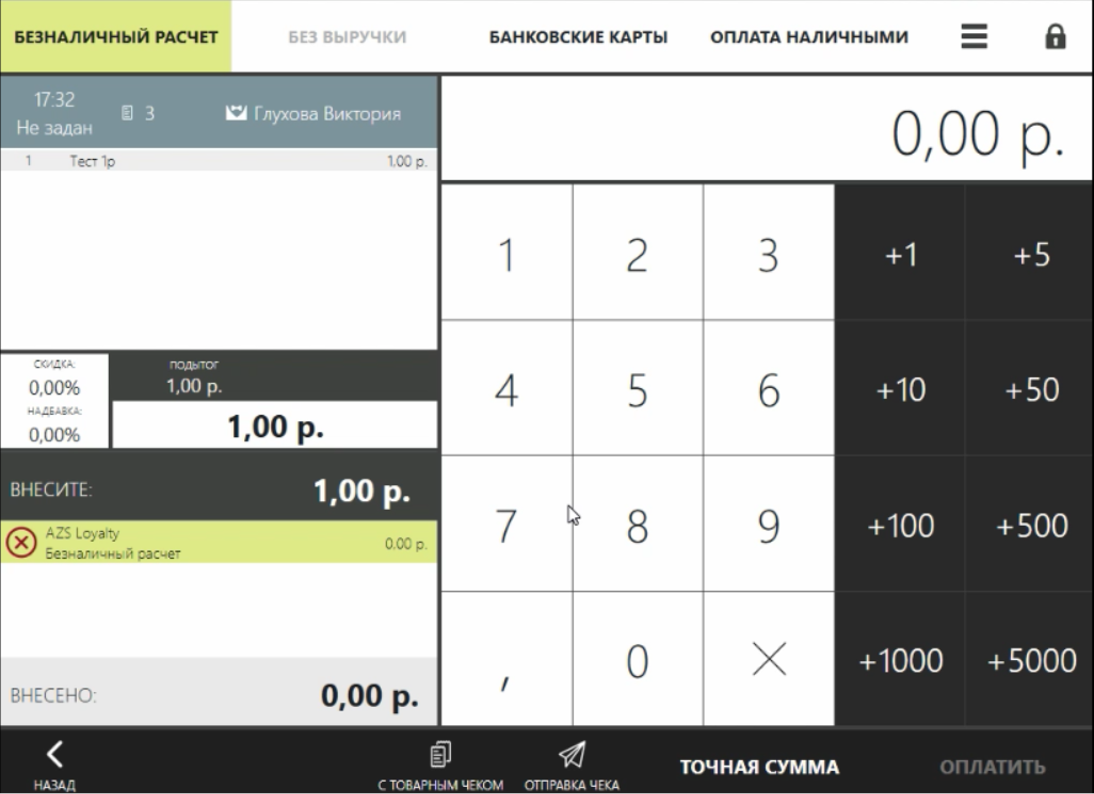 БЕЗНАЛИЧНЫЙ РАСЧЕТ
БЕЗ ВЫРУЧКИ
БАНКОВСКИЕ КАРТЫ
ОПЛАТА НАЛИЧНЫМИ
17:32
Не задан
3
Глухова Виктория
1 Тест 1р 1.00 р.
СКИДКА:
0,00%
НАДБАВКА:
0,00%
ПОДЫТОГ
1,00 р.
1,00 р.
ВНЕСИТЕ: 1,00 р.
AZS Loyalty
Безналичный расчет
0.00 р.
ВНЕСЕНО: 0,00 р.
0,00 р.
1 2 3 +1 +5
4 5 6 +10 +50
7 8 9 +100 +500
, 0 × +1000 +5000
НАЗАД
С ТОВАРНЫМ ЧЕКОМ
ОТПРАВКА ЧЕКА
ТОЧНАЯ СУММА
ОПЛАТИТЬ